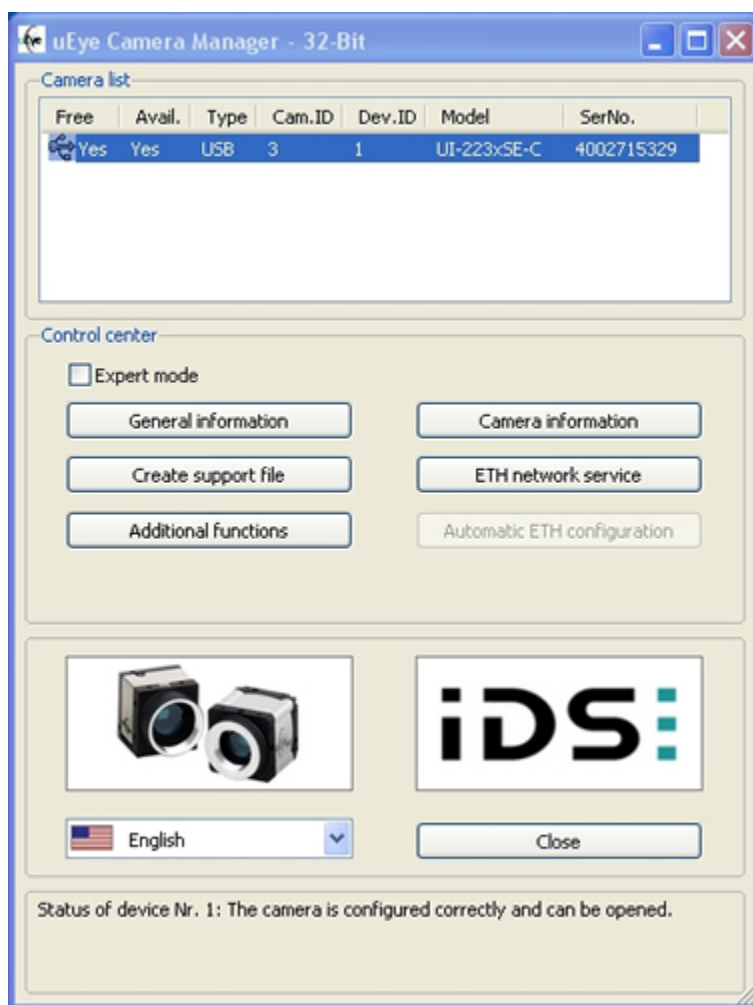 uEye Camera Manager - 32-Bit
Camera list
Free Avail. Type Cam.ID Dev.ID Model SerNo.
Yes Yes USB 3 1 UI-223xSE-C 4002715329
Control center
Expert mode
General information Camera information
Create support file ETH network service
Additional functions Automatic ETH configuration
iDS
English Close
Status of device Nr. 1: The camera is configured correctly and can be opened.